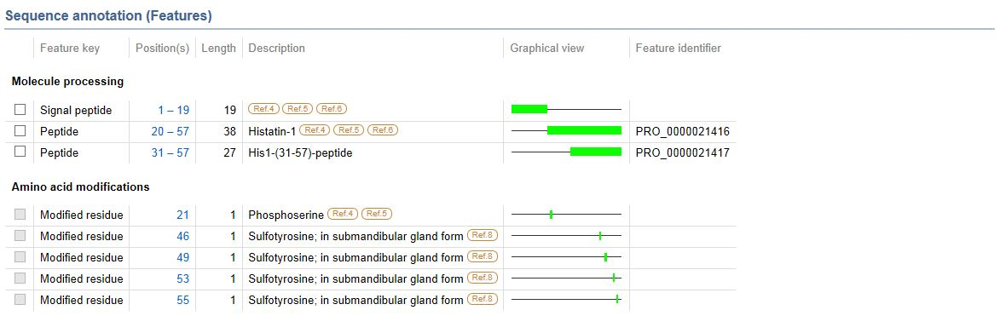 Sequence annotation (Features)
Feature key Position(s) Length Description Graphical view Feature identifier
Molecule processing
Signal peptide 1 – 19 19 Ref.4 Ref.5 Ref.6
Peptide 20 – 57 38 Histatin-1 Ref.4 Ref.5 Ref.6 PRO_0000021416
Peptide 31 – 57 27 His1-(31-57)-peptide PRO_0000021417
Amino acid modifications
Modified residue 21 1 Phosphoserine Ref.4 Ref.5
Modified residue 46 1 Sulfotyrosine; in submandibular gland form Ref.8
Modified residue 49 1 Sulfotyrosine; in submandibular gland form Ref.8
Modified residue 53 1 Sulfotyrosine; in submandibular gland form Ref.8
Modified residue 55 1 Sulfotyrosine; in submandibular gland form Ref.8